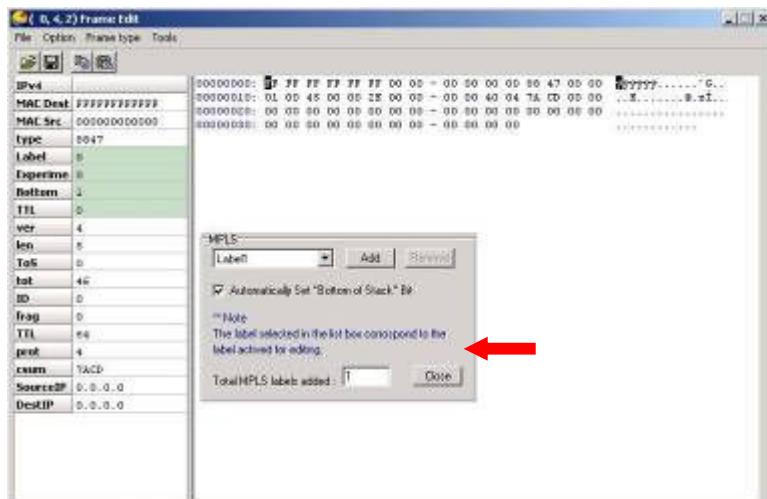 ( 0, 4, 2) Frame Edit
File Option Frame type Tools
IPv4
MAC Dest FFFFFFFFFFFF
MAC Src 000000000000
type 8847
Label 0
Experime 0
Bottom 1
TTL 0
ver 4
len 5
ToS 0
tot 46
ID 0
frag 0
TTL 64
prot 4
csum 7ACD
SourceIP 0.0.0.0
DestIP 0.0.0.0
00000000: FF FF FF FF FF FF 00 00 - 00 00 00 00 88 47 00 00
00000010: 01 00 45 00 00 2E 00 00 - 00 00 40 04 7A CD 00 00
00000020: 00 00 00 00 00 00 00 00 - 00 00 00 00 00 00 00 00
00000030: 00 00 00 00 00 00 00 00 - 00 00 00 00
MPLS
Label1
Add
Remove
Automatically Set "Bottom of Stack" Bit
**Note
The label selected in the list box correspond to the
label actived for editing.
Total MPLS labels added : 1
Close